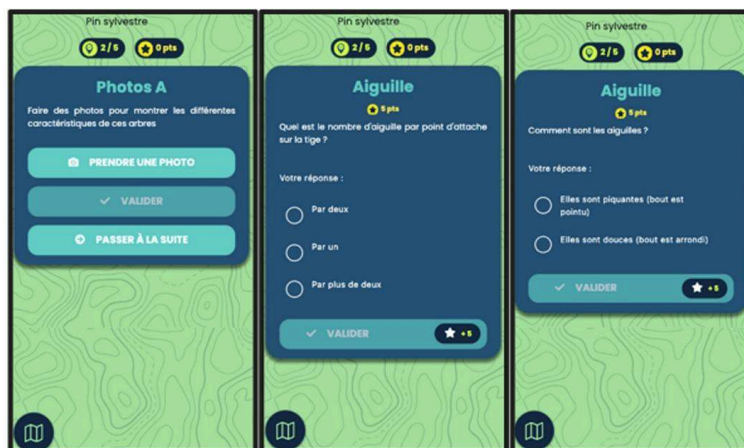 Pin sylvestre
2/5 0 pts
Photos A
Faire des photos pour montrer les différentes
caractéristiques de ces arbres
PRENDRE UNE PHOTO
VALIDER
PASSER À LA SUITE
Pin sylvestre
2/5 0 pts
Aiguille
5 pts
Quel est le nombre d'aiguille par point d'attache
sur la tige ?
Votre réponse :
Par deux
Par un
Par plus de deux
VALIDER +5
Pin sylvestre
2/5 0 pts
Aiguille
5 pts
Comment sont les aiguilles ?
Votre réponse :
Elles sont piquantes (bout est
pointu)
Elles sont douces (bout est arrondi)
VALIDER +5